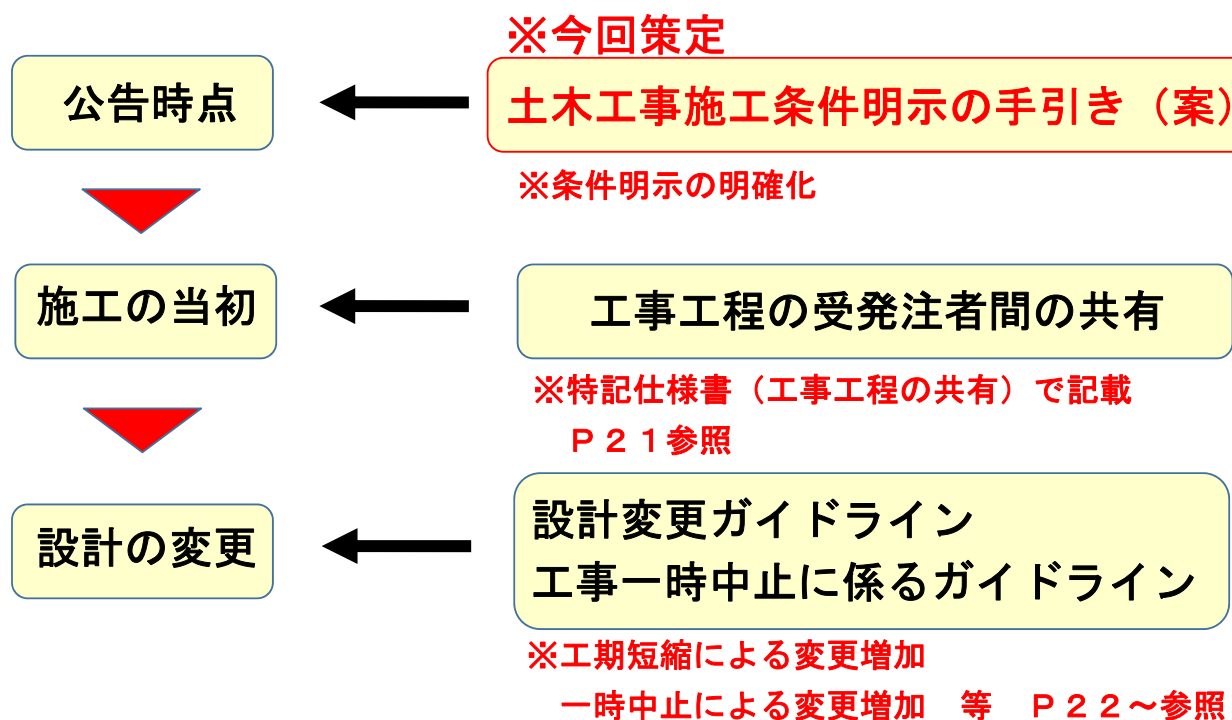 ※今回策定
公告時点
土木工事施工条件明示の手引き（案）
※条件明示の明確化
施工の当初
工事工程の受発注者間の共有
※特記仕様書（工事工程の共有）で記載
Ｐ２１参照
設計の変更
設計変更ガイドライン
工事一時中止に係るガイドライン
※工期短縮による変更増加
一時中止による変更増加　等　Ｐ２２～参照